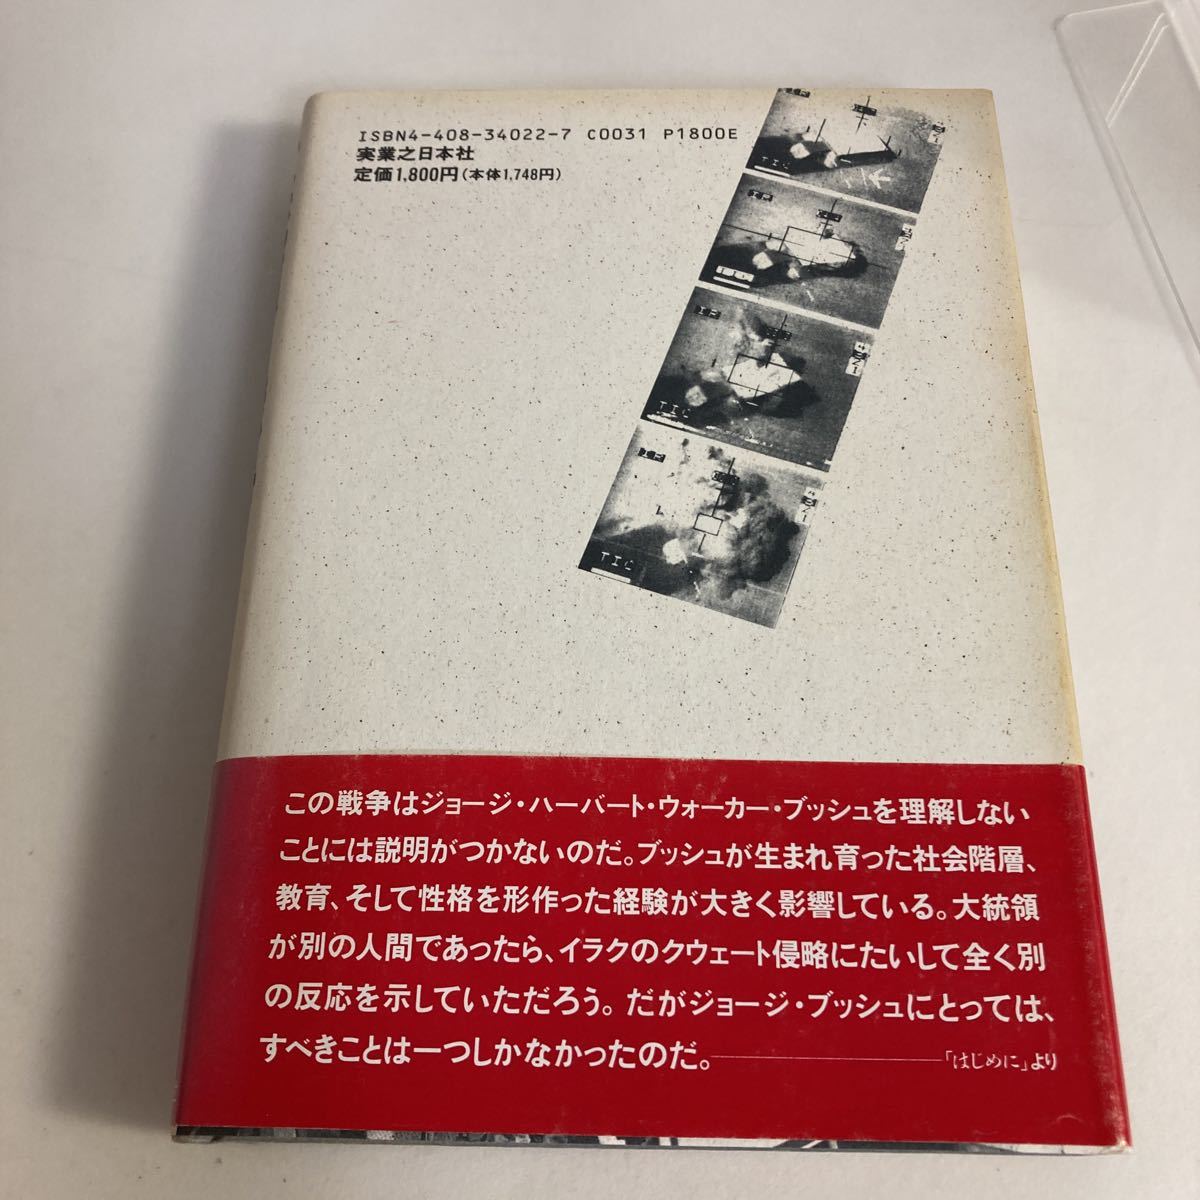 ISBN4-408-34022-7 C0031 P1800E
実業之日本社
定価1,800円(本体1,748円)
IR
TIC
IR
IR
TIC
IR
TIC
この戦争はジョージ・ハーバート・ウォーカー・ブッシュを理解しない
ことには説明がつかないのだ。ブッシュが生まれ育った社会階層、
教育、そして性格を形作った経験が大きく影響している。大統領
が別の人間であったら、イラクのクウェート侵略にたいして全く別
の反応を示していただろう。だがジョージ・ブッシュにとっては、
すべきことは一つしかなかったのだ。――「はじめに」より